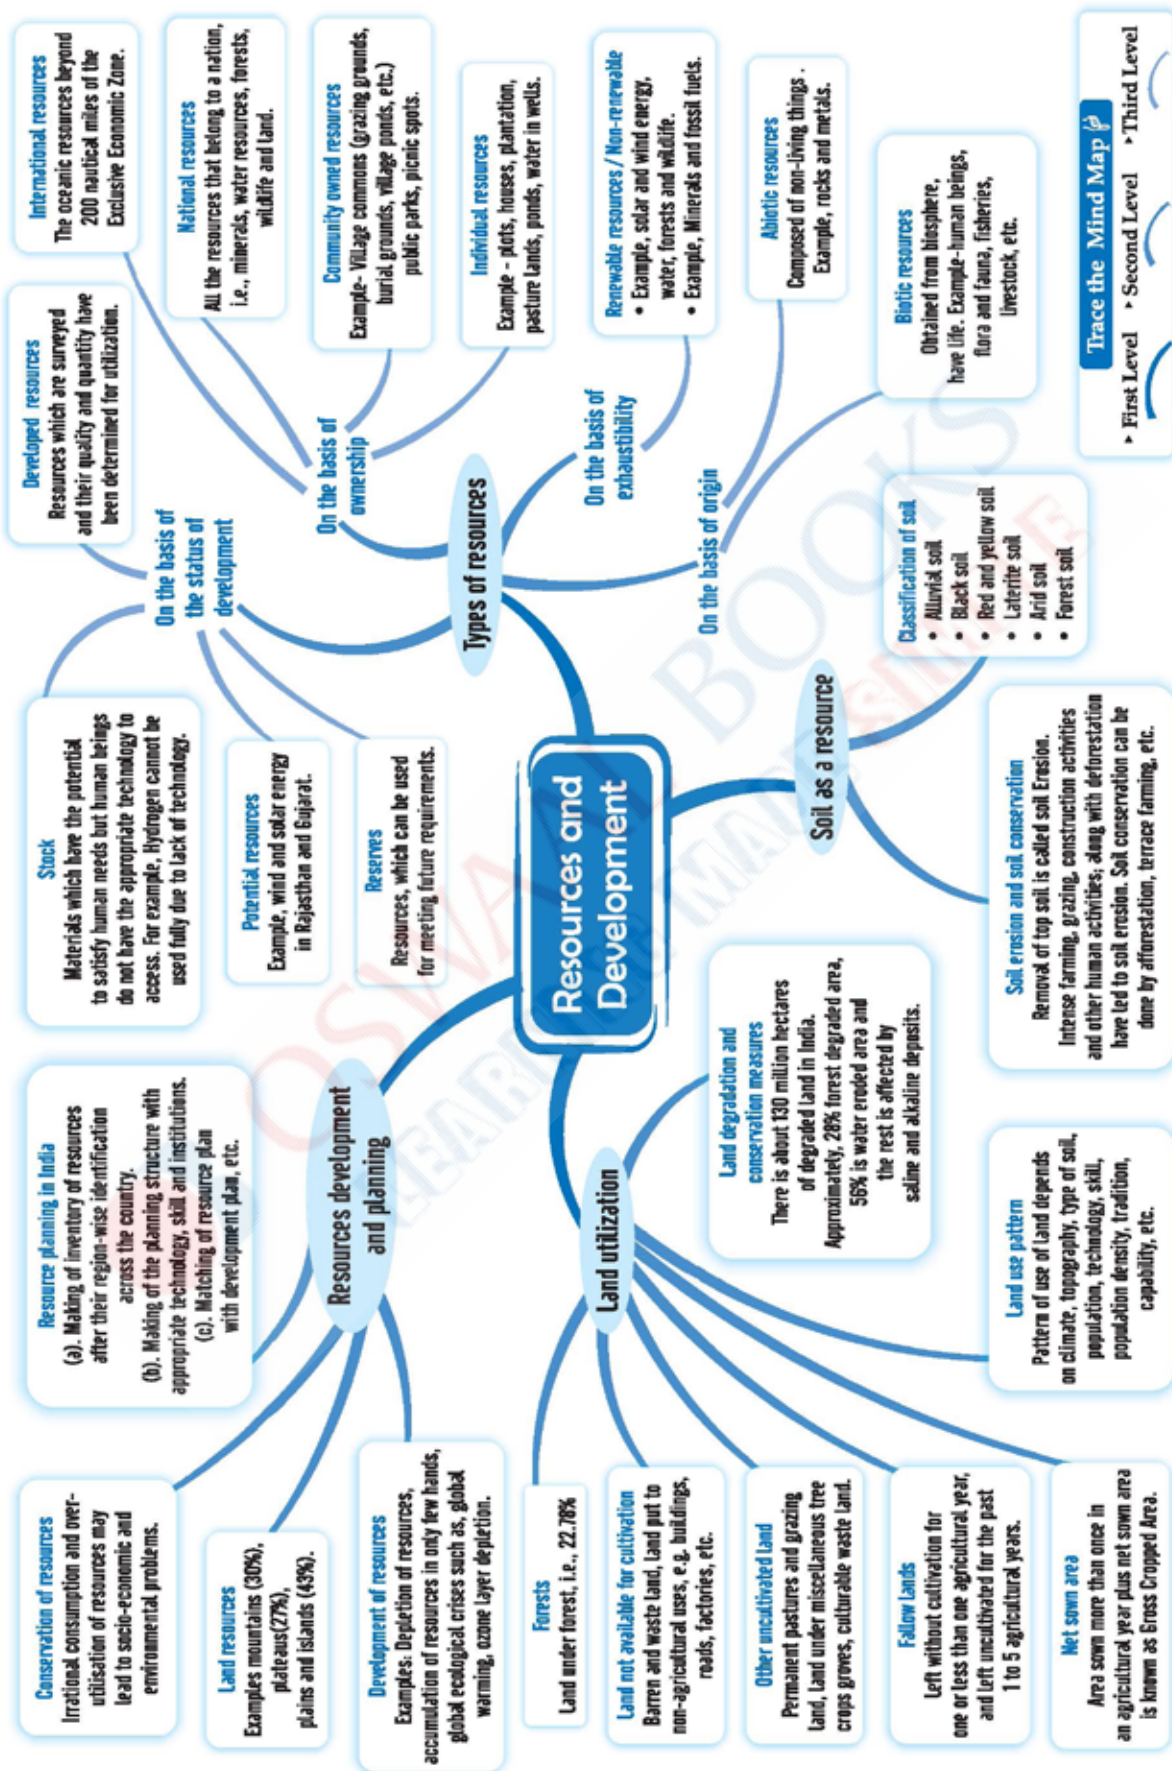 Resources and
Development
Types of resources
On the basis of
the status of
development
Developed resources
Resources which are surveyed
and their quality and quantity have
been determined for utilization.
Stock
Materials which have the potential
to satisfy human needs but human beings
do not have the appropriate technology to
access. For example, Hydrogen cannot be
used fully due to Lack of technology.
Potential resources
Example, wind and solar energy
in Rajasthan and Gujarat.
Reserves
Resources, which can be used
for meeting future requirements.
On the basis of
ownership
International resources
The oceanic resources beyond
200 nautical miles of the
Exclusive Economic Zone.
National resources
All the resources that belong to a nation,
i.e., minerals, water resources, forests,
wildlife and land.
Community owned resources
Example- Village commons (grazing grounds,
burial grounds, village ponds, etc.)
public parks, picnic spots.
Individual resources
Example - plots, houses, plantation,
pasture lands, ponds, water in wells.
On the basis of
exhaustibility
Renewable resources / Non-renewable
• Example, solar and wind energy,
water, forests and wildlife.
• Example, Minerals and fossil fuels.
On the basis of origin
Abiotic resources
Composed of non-Living things .
Example, rocks and metals.
Biotic resources
Obtained from biosphere,
have life. Example-human beings,
flora and fauna, fisheries,
livestock, etc.
Soil as a resource
Classification of soil
• Alluvial soil
• Black soil
• Red and yellow soil
• Laterite soil
• Arid soil
• Forest soil
Soil erosion and soil conservation
Removal of top soil is called soil Erosion.
Intense farming, grazing, construction activities
and other human activities; along with deforestation
have led to soil erosion. Soil conservation can be
done by afforestation, terrace farming, etc.
Resources development
and planning
Resource planning in India
(a). Making of inventory of resources
after their region-wise identification
across the country.
(b). Making of the planning structure with
appropriate technology, skill and institutions.
(c). Matching of resource plan
with development plan, etc.
Conservation of resources
Irrational consumption and over-
utilisation of resources may
lead to socio-economic and
environmental problems.
Land resources
Examples mountains (30%),
plateaus(27%),
plains and islands (43%).
Development of resources
Examples: Depletion of resources,
accumulation of resources in only few hands,
global ecological crises such as, global
warming, ozone layer depletion.
Land utilization
Forests
Land under forest, i.e., 22.78%
Land not available for cultivation
Barren and waste land, Land put to
non-agricultural uses, e.g, buildings,
roads, factories, etc.
Other uncultivated land
Permanent pastures and grazing
land, land under miscellaneous tree
crops groves, culturable waste land.
Fallow lands
Left without cultivation for
one or less than one agricultural year,
and left uncultivated for the past
1 to 5 agricultural years.
Net sown area
Area sown more than once in
an agricultural year plus net sown area
is known as Gross Cropped Area.
Land use pattern
Pattern of use of land depends
on climate, topography, type of soil,
population, technology, skill,
population density, tradition,
capability, etc.
Land degradation and
conservation measures
There is about 130 million hectares
of degraded land in India.
Approximately, 28% forest degraded area,
56% is water eroded area and
the rest is affected by
saline and alkaline deposits.
Trace the Mind Map
▸ First Level ▸ Second Level ▸ Third Level
OSWAAL BOOKS
LEARNING MADE SIMPLE